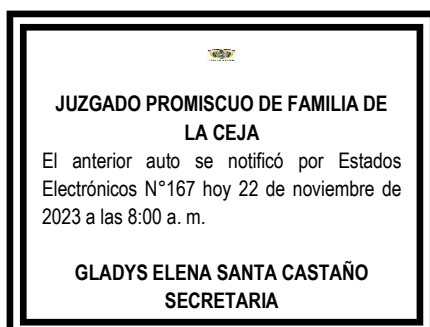 JUZGADO PROMISCUO DE FAMILIA DE
LA CEJA
El anterior auto se notificó por Estados
Electrónicos N°167 hoy 22 de noviembre de
2023 a las 8:00 a. m.
GLADYS ELENA SANTA CASTAÑO
SECRETARIA